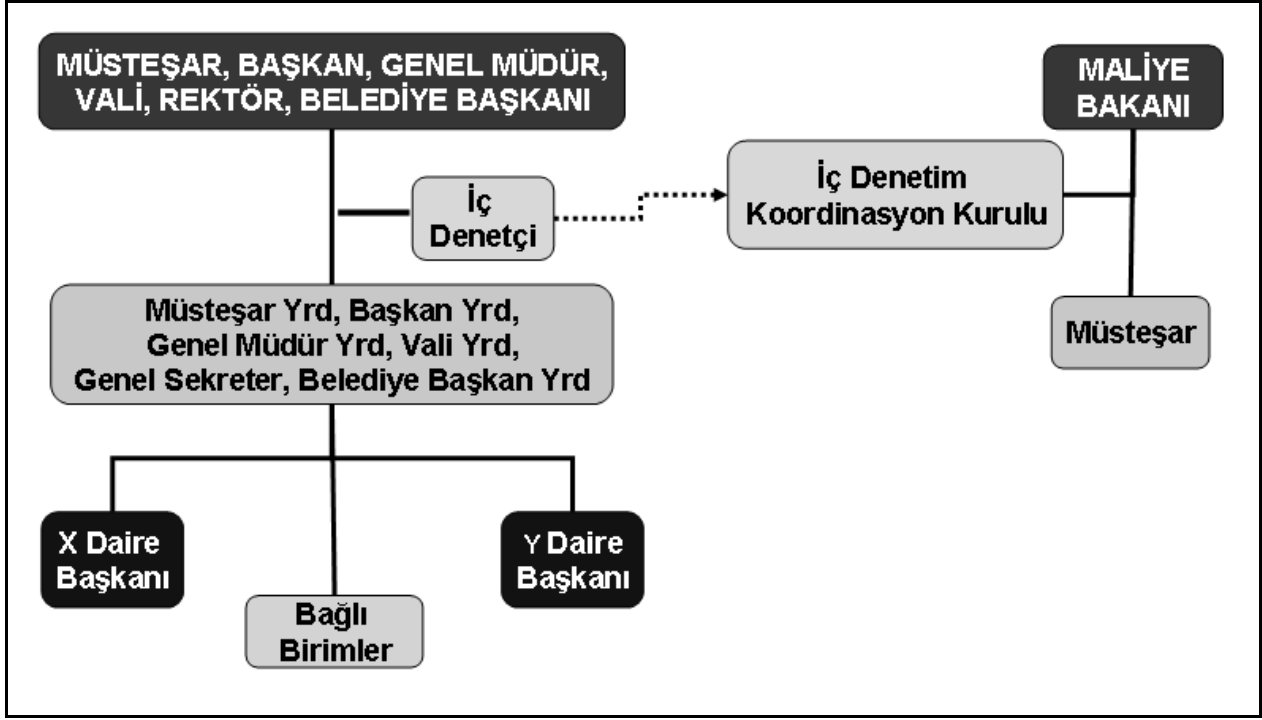 MÜSTEŞAR, BAŞKAN, GENEL MÜDÜR,
VALİ, REKTÖR, BELEDİYE BAŞKANI
MALİYE
BAKANI
İç
Denetçi
İç Denetim
Koordinasyon Kurulu
Müsteşar Yrd, Başkan Yrd,
Genel Müdür Yrd, Vali Yrd,
Genel Sekreter, Belediye Başkan Yrd
Müsteşar
X Daire
Başkanı
Y Daire
Başkanı
Bağlı
Birimler